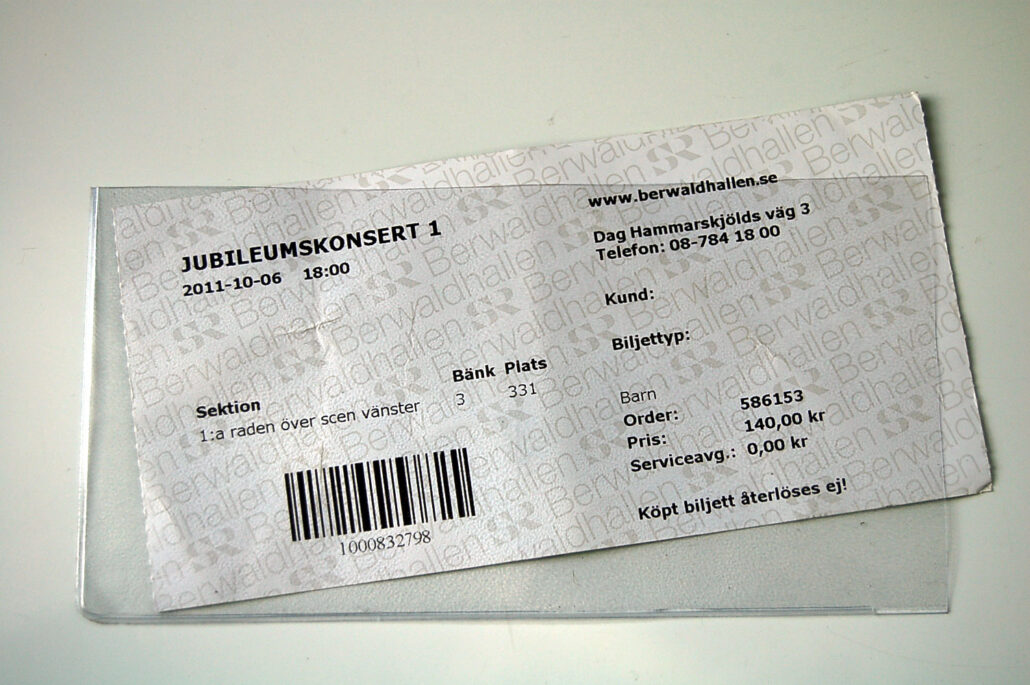 JUBILEUMSKONSERT 1
2011-10-06 18:00
Sektion Bänk Plats
1:a raden över scen vänster 3 331
1000832798
www.berwaldhallen.se
Dag Hammarskjölds väg 3
Telefon: 08-784 18 00
Kund:
Biljettyp:
Barn
Order: 586153
Pris: 140,00 kr
Serviceavg.: 0,00 kr
Köpt biljett återlöses ej!
Berwaldhallen SR